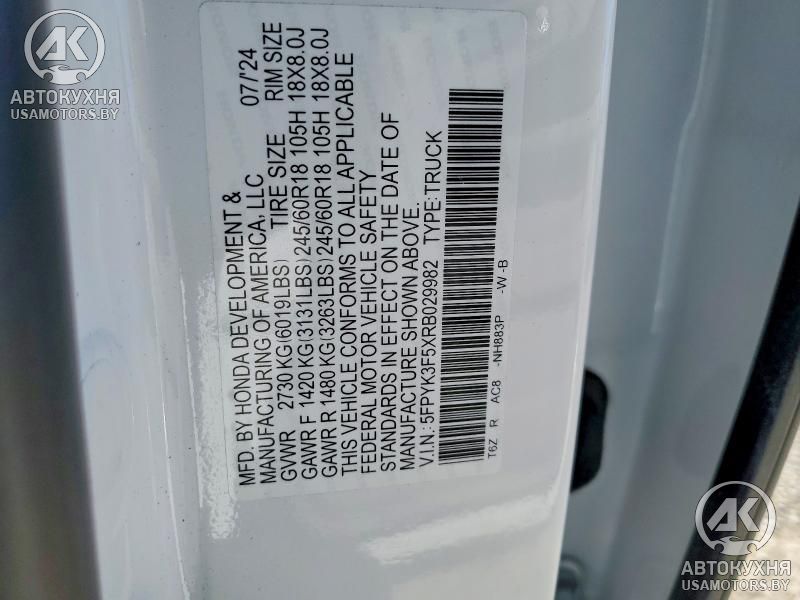 MFD. BY HONDA DEVELOPMENT &
MANUFACTURING OF AMERICA, LLC 07/'24
GVWR 2730 KG (6019LBS) TIRE SIZE RIM SIZE
GAWR F 1420 KG (3131LBS) 245/60R18 105H 18X8.0J
GAWR R 1480 KG (3263LBS) 245/60R18 105H 18X8.0J
THIS VEHICLE CONFORMS TO ALL APPLICABLE
FEDERAL MOTOR VEHICLE SAFETY
STANDARDS IN EFFECT ON THE DATE OF
MANUFACTURE SHOWN ABOVE.
V.I.N.: 5FPYK3F5XRB029982 TYPE: TRUCK
T6Z R AC8 -NH883P -W -B
AK
АВТОКУХНЯ
USAMOTORS.BY
AK
АВТОКУХНЯ
USAMOTORS.BY